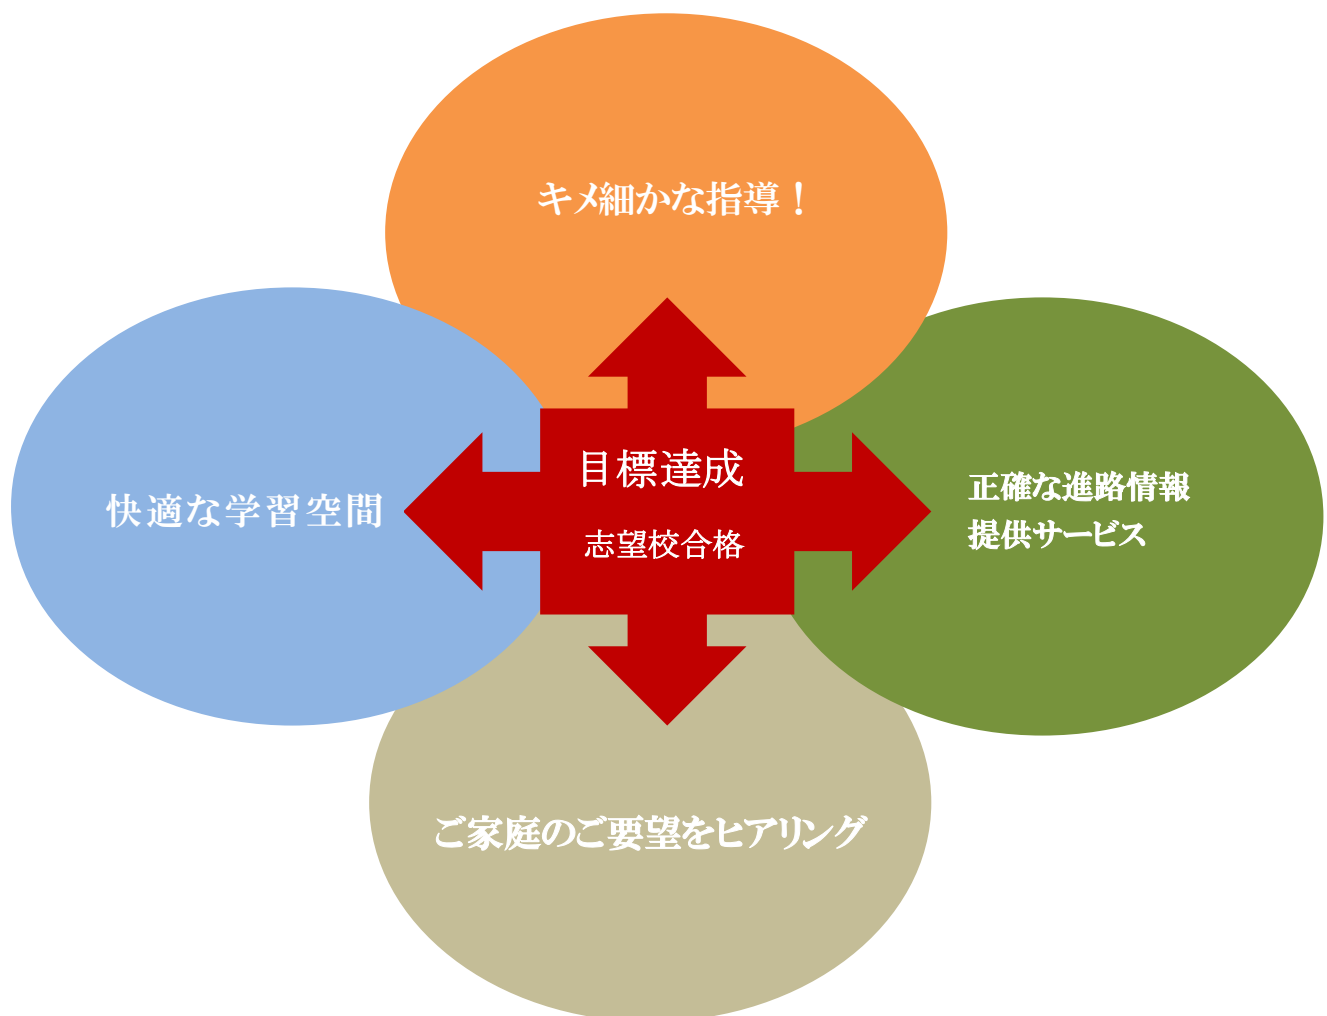 キメ細かな指導！
目標達成
志望校合格
快適な学習空間
正確な進路情報
提供サービス
ご家庭のご要望をヒアリング